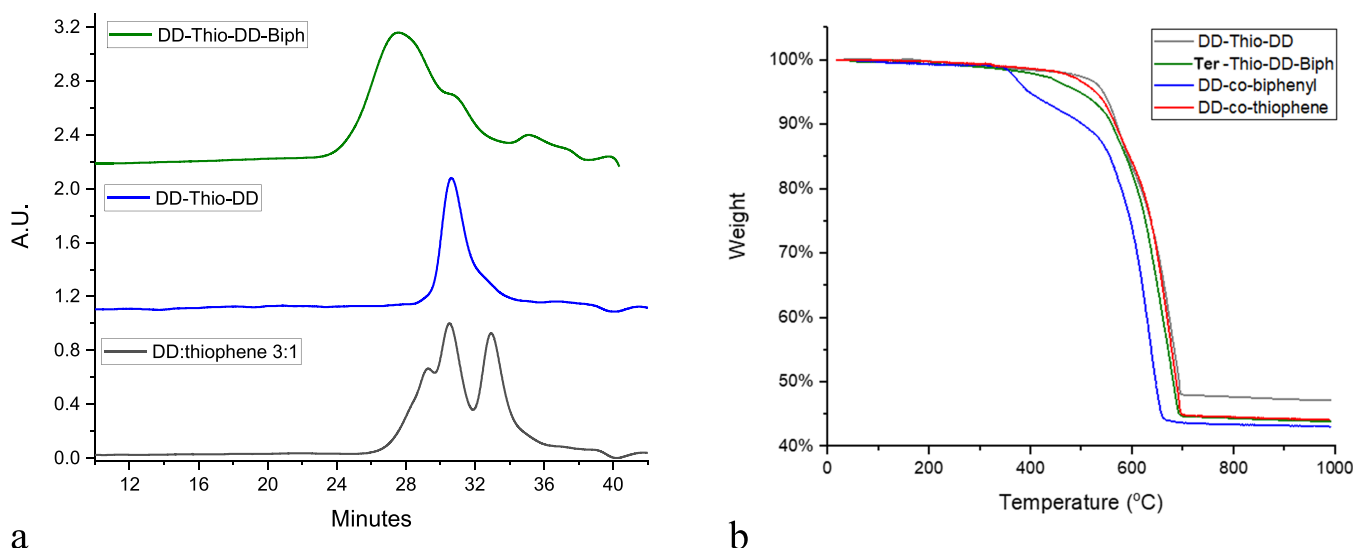 3.2
2.8
2.4
2.0
1.6
1.2
0.8
0.4
0.0
A.U.
DD-Thio-DD-Biph
DD-Thio-DD
DD:thiophene 3:1
12
16
20
24
28
32
36
40
Minutes
a
100%
90%
80%
70%
60%
50%
40%
Weight
DD-Thio-DD
Ter -Thio-DD-Biph
DD-co-biphenyl
DD-co-thiophene
0
200
400
600
800
1000
Temperature (°C)
b